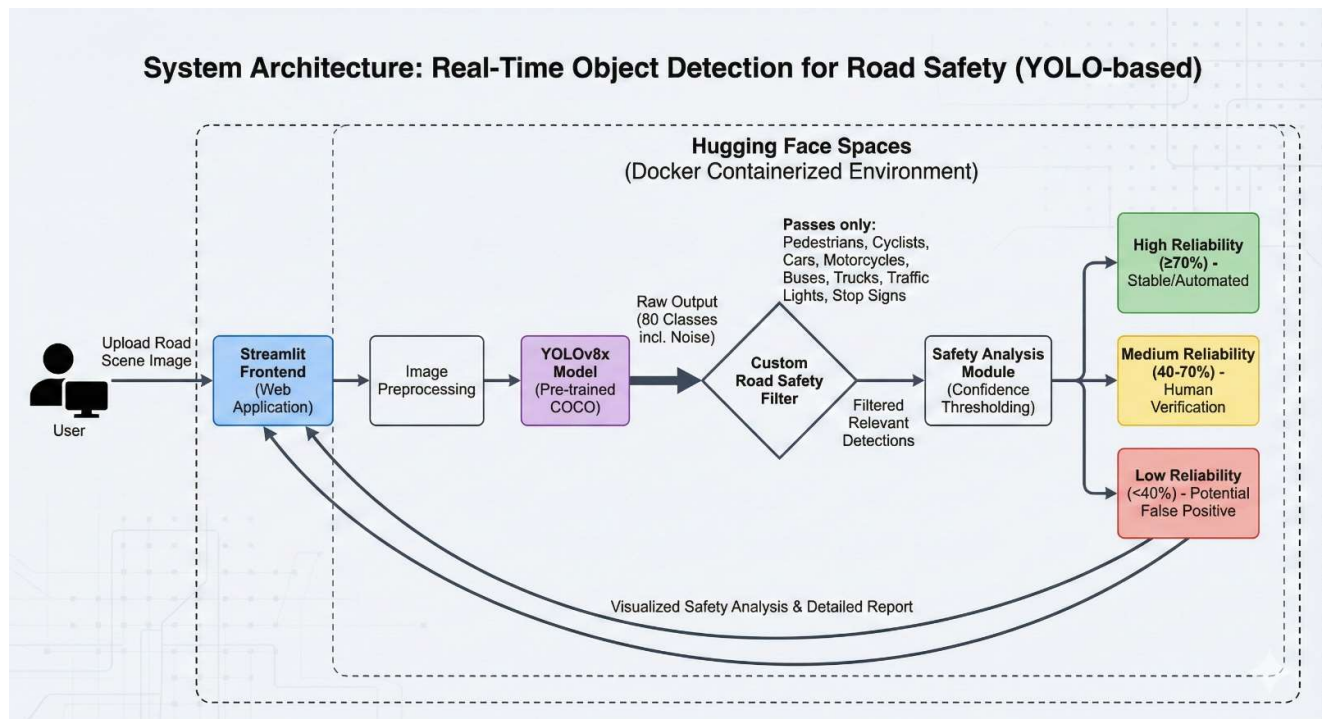 System Architecture: Real-Time Object Detection for Road Safety (YOLO-based)
Hugging Face Spaces
(Docker Containerized Environment)
User
Upload Road
Scene Image
Streamlit
Frontend
(Web
Application)
Image
Preprocessing
YOLOv8x
Model
(Pre-trained
COCO)
Raw Output
(80 Classes
incl. Noise)
Passes only:
Pedestrians, Cyclists,
Cars, Motorcycles,
Buses, Trucks, Traffic
Lights, Stop Signs
Custom
Road Safety
Filter
Filtered
Relevant
Detections
Safety Analysis
Module
(Confidence
Thresholding)
High Reliability
(≥70%) -
Stable/Automated
Medium Reliability
(40-70%) -
Human
Verification
Low Reliability
(<40%) - Potential
False Positive
Visualized Safety Analysis & Detailed Report